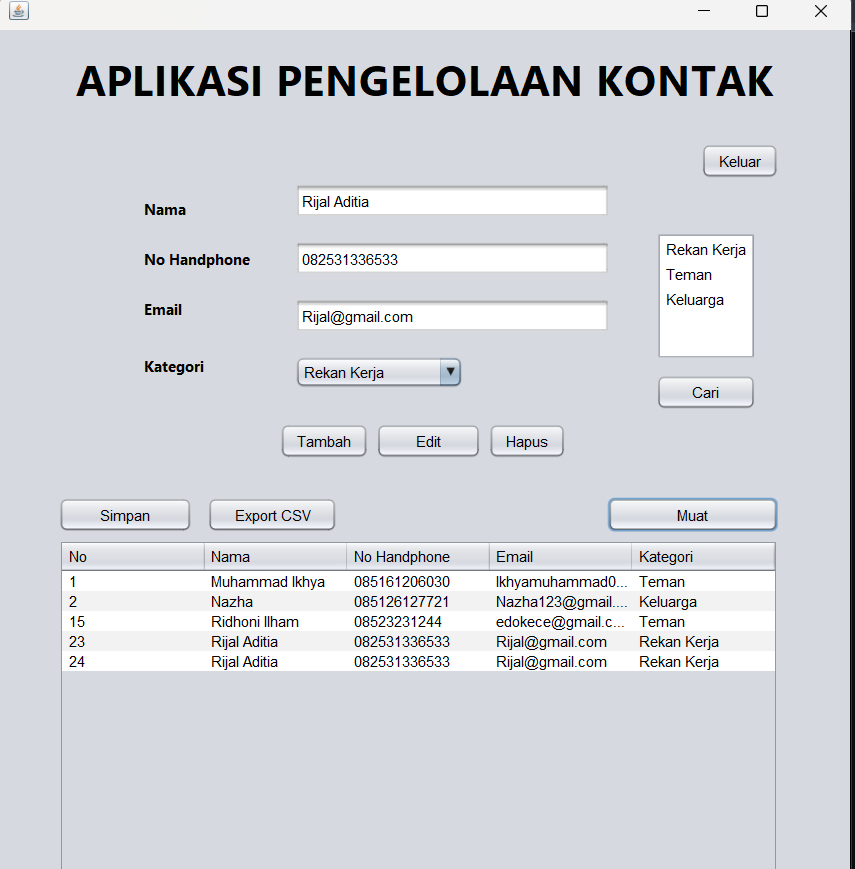 APLIKASI PENGELOLAAN KONTAK
Keluar
Nama Rijal Aditia
No Handphone 082531336533
Email Rijal@gmail.com
Kategori Rekan Kerja
Rekan Kerja
Teman
Keluarga
Cari
Tambah Edit Hapus
Simpan Export CSV Muat
No Nama No Handphone Email Kategori
1 Muhammad Ikhya 085161206030 Ikhyamuhammad0... Teman
2 Nazha 085126127721 Nazha123@gmail.... Keluarga
15 Ridhoni Ilham 08523231244 edokece@gmail.c... Teman
23 Rijal Aditia 082531336533 Rijal@gmail.com Rekan Kerja
24 Rijal Aditia 082531336533 Rijal@gmail.com Rekan Kerja